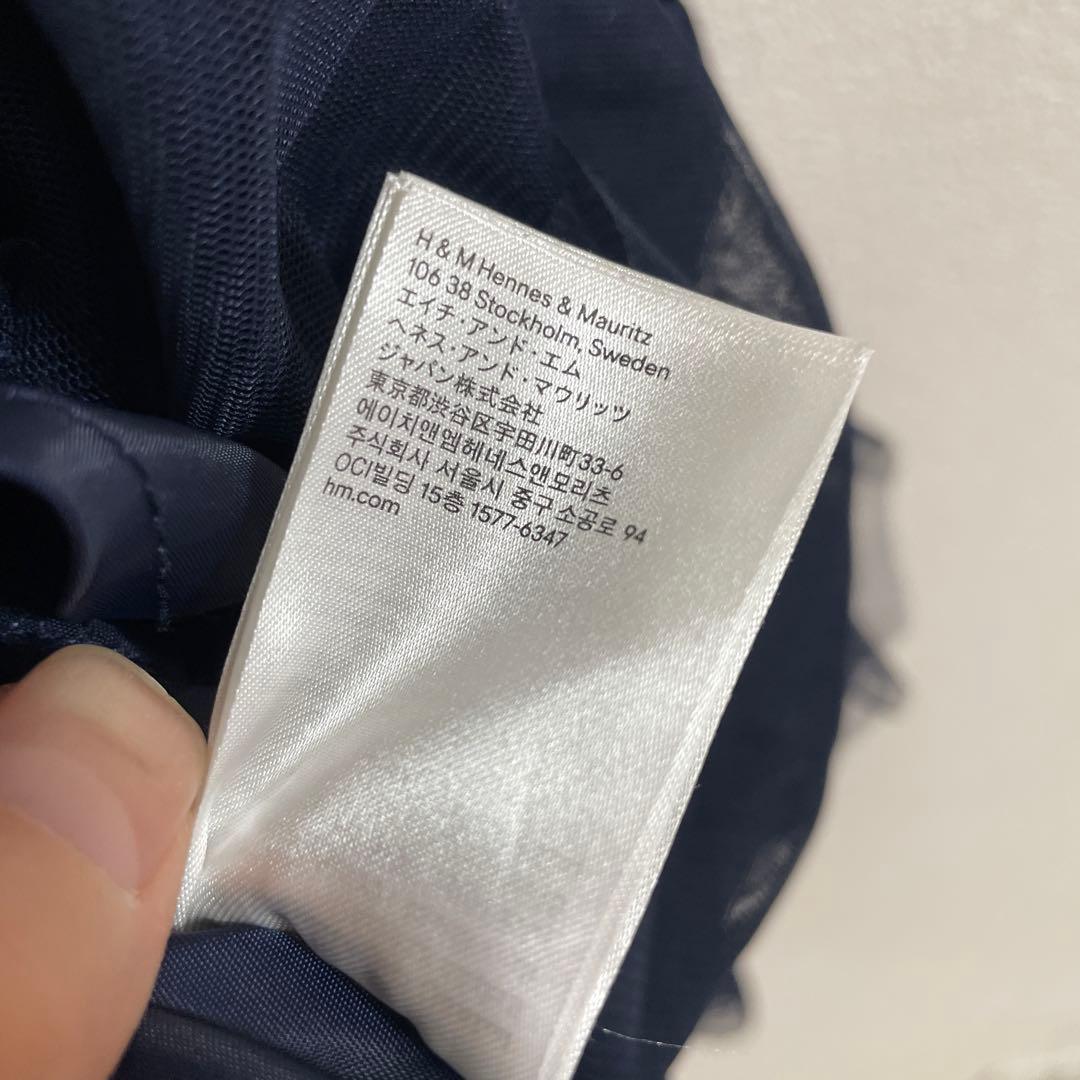 H & M Hennes & Mauritz
106 38 Stockholm, Sweden
エイチ・アンド・エム
ヘネス・アンド・マウリッツ
ジャパン株式会社
東京都渋谷区宇田川町33-6
에이치앤엠헤네스앤모리츠
주식회사 서울시 중구 소공로 94
OCI빌딩 15층 1577-6347
hm.com